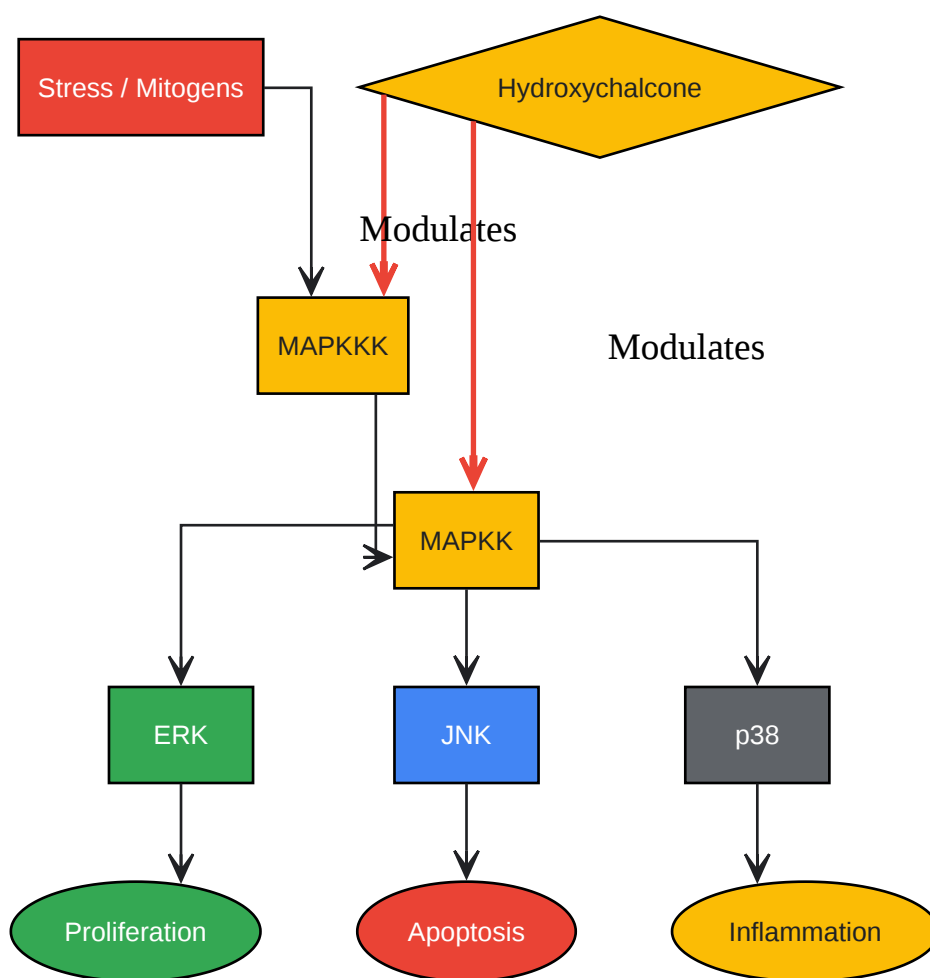 Stress / Mitogens
Hydroxychalcone
Modulates
MAPKKK
Modulates
MAPKK
ERK
JNK
p38
Proliferation
Apoptosis
Inflammation